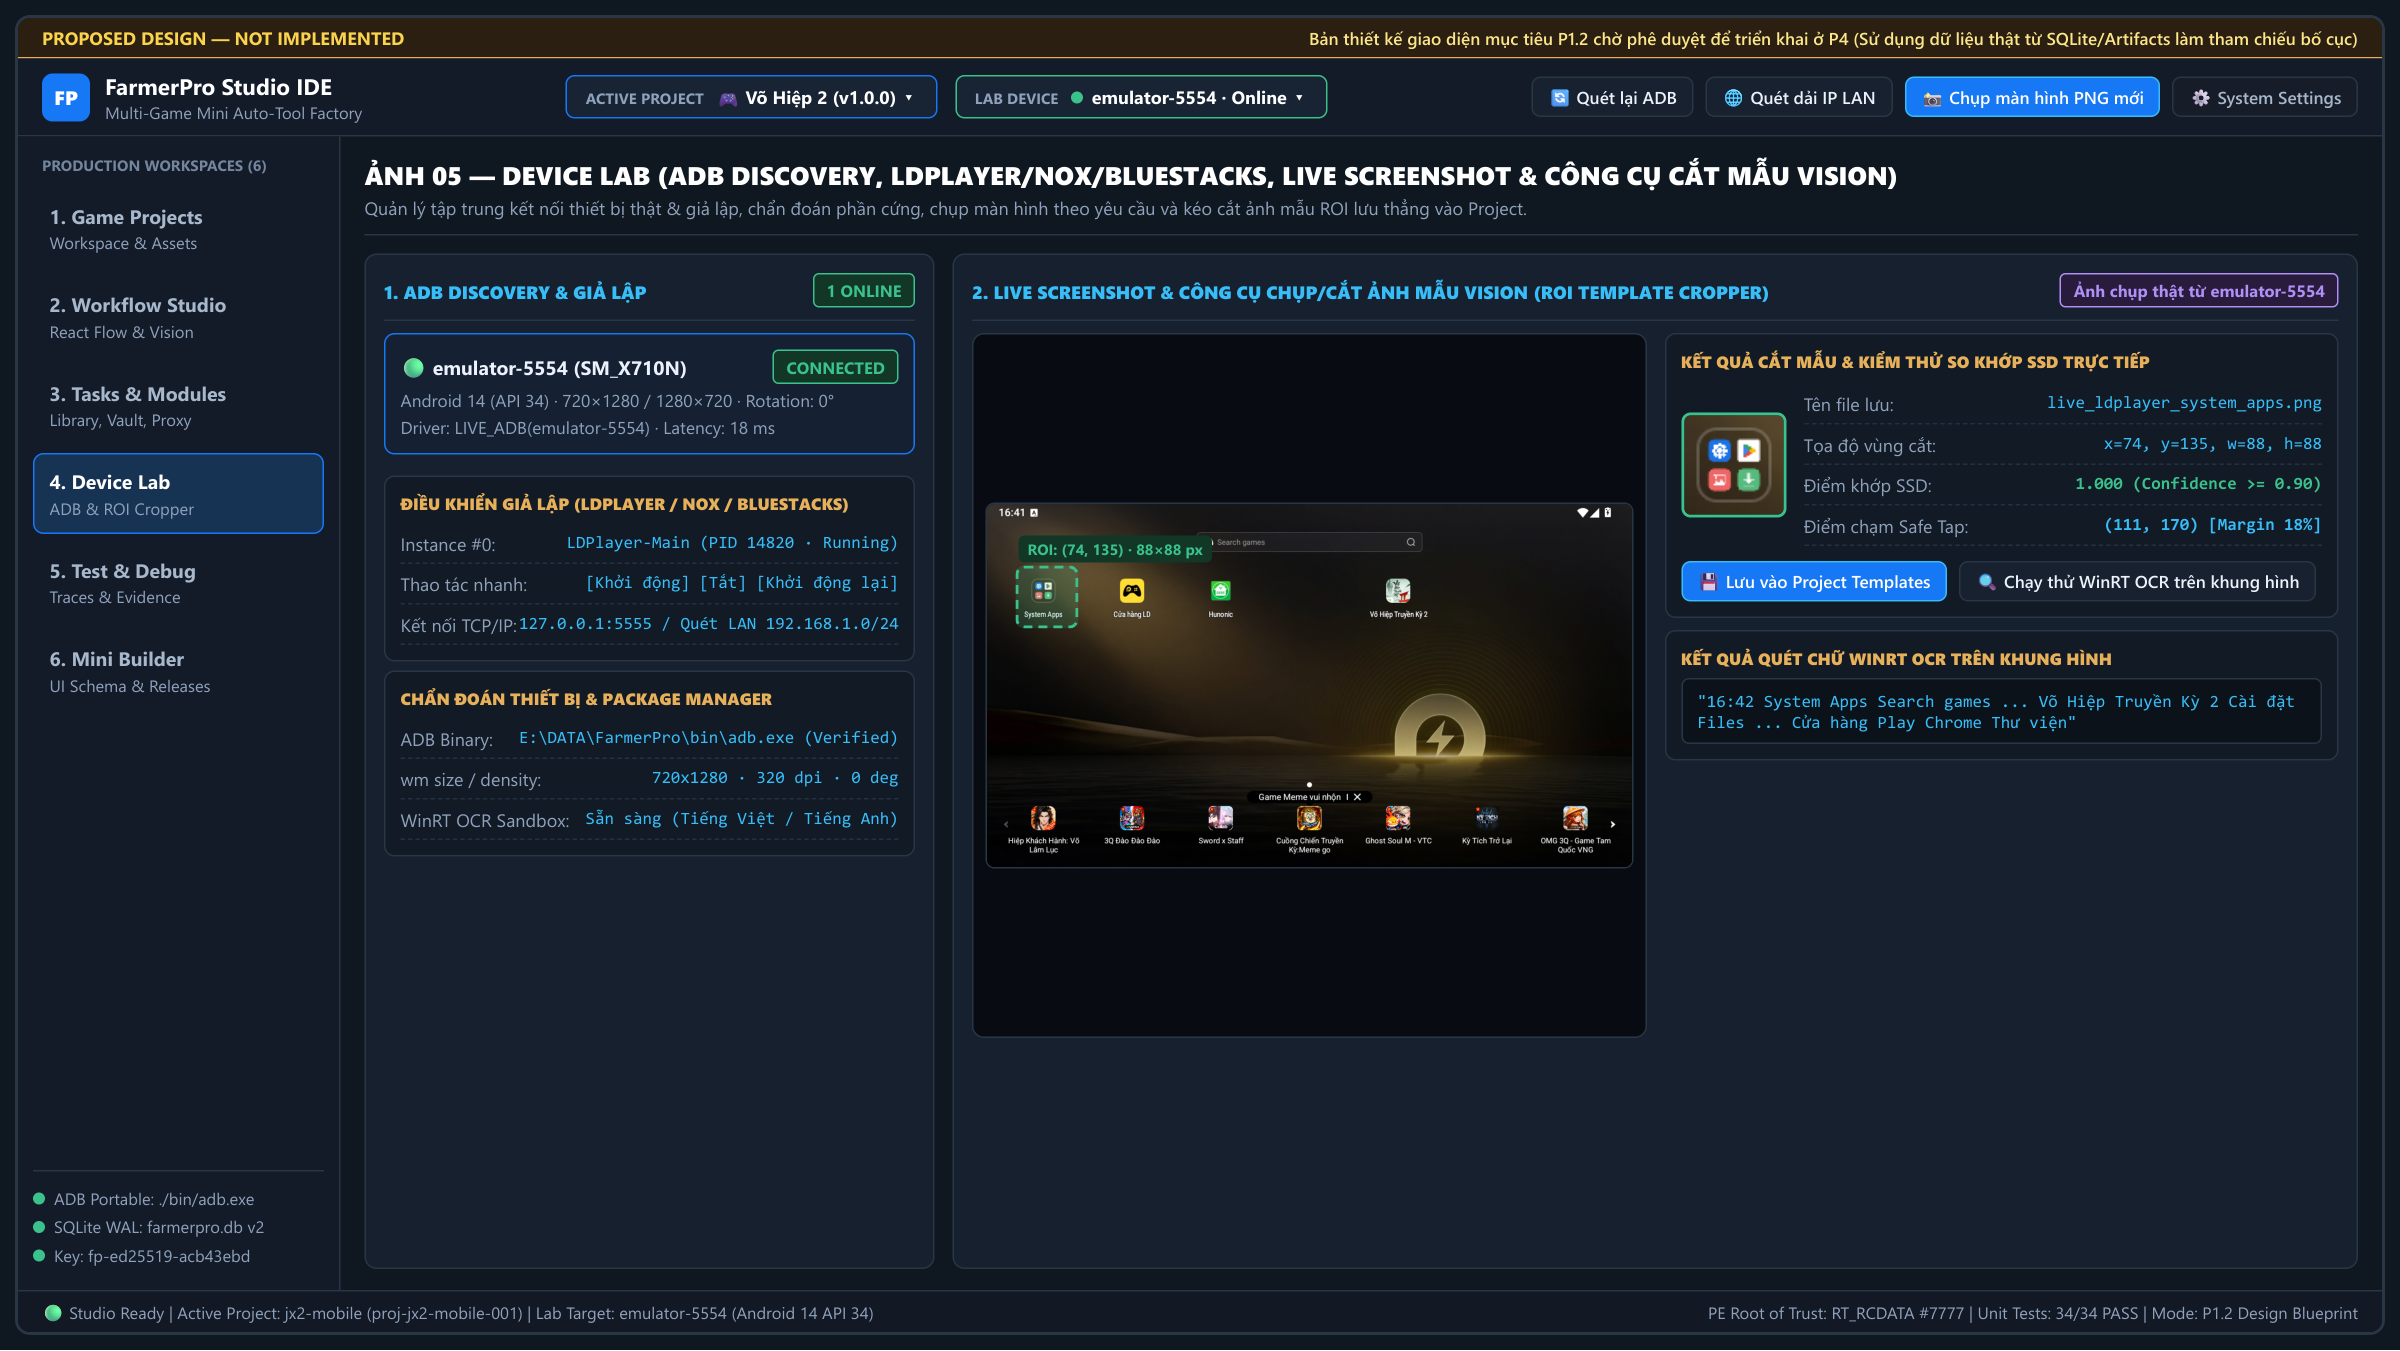 PROPOSED DESIGN — NOT IMPLEMENTED
Bản thiết kế giao diện mục tiêu P1.2 chờ phê duyệt để triển khai ở P4 (Sử dụng dữ liệu thật từ SQLite/Artifacts làm tham chiếu bố cục)
FP
FarmerPro Studio IDE
Multi-Game Mini Auto-Tool Factory
ACTIVE PROJECT 🎮 Võ Hiệp 2 (v1.0.0) ▾
LAB DEVICE emulator-5554 · Online ▾
Quét lại ADB
Quét dải IP LAN
Chụp màn hình PNG mới
System Settings
PRODUCTION WORKSPACES (6)
1. Game Projects
Workspace & Assets
2. Workflow Studio
React Flow & Vision
3. Tasks & Modules
Library, Vault, Proxy
4. Device Lab
ADB & ROI Cropper
5. Test & Debug
Traces & Evidence
6. Mini Builder
UI Schema & Releases
ADB Portable: ./bin/adb.exe
SQLite WAL: farmerpro.db v2
Key: fp-ed25519-acb43ebd
ẢNH 05 — DEVICE LAB (ADB DISCOVERY, LDPLAYER/NOX/BLUESTACKS, LIVE SCREENSHOT & CÔNG CỤ CẮT MẪU VISION)
Quản lý tập trung kết nối thiết bị thật & giả lập, chẩn đoán phần cứng, chụp màn hình theo yêu cầu và kéo cắt ảnh mẫu ROI lưu thẳng vào Project.
1. ADB DISCOVERY & GIẢ LẬP
1 ONLINE
emulator-5554 (SM_X710N)
CONNECTED
Android 14 (API 34) · 720×1280 / 1280×720 · Rotation: 0°
Driver: LIVE_ADB(emulator-5554) · Latency: 18 ms
ĐIỀU KHIỂN GIẢ LẬP (LDPLAYER / NOX / BLUESTACKS)
Instance #0: LDPlayer-Main (PID 14820 · Running)
Thao tác nhanh: [Khởi động] [Tắt] [Khởi động lại]
Kết nối TCP/IP: 127.0.0.1:5555 / Quét LAN 192.168.1.0/24
CHẨN ĐOÁN THIẾT BỊ & PACKAGE MANAGER
ADB Binary: E:\DATA\FarmerPro\bin\adb.exe (Verified)
wm size / density: 720x1280 · 320 dpi · 0 deg
WinRT OCR Sandbox: Sẵn sàng (Tiếng Việt / Tiếng Anh)
2. LIVE SCREENSHOT & CÔNG CỤ CHỤP/CẮT ẢNH MẪU VISION (ROI TEMPLATE CROPPER)
Ảnh chụp thật từ emulator-5554
16:41
Search games
ROI: (74, 135) · 88×88 px
System Apps
Cửa hàng LD
Hunonic
Võ Hiệp Truyền Kỳ 2
Game Meme vui nhộn
Hiệp Khách Hành: Võ Lâm Lục
3Q Đào Đào Đào
Sword x Staff
Cuồng Chiến Truyền Kỳ:Meme go
Ghost Soul M - VTC
Kỳ Tích Trở Lại
OMG 3Q - Game Tam Quốc VNG
KẾT QUẢ CẮT MẪU & KIỂM THỬ SO KHỚP SSD TRỰC TIẾP
Tên file lưu: live_ldplayer_system_apps.png
Tọa độ vùng cắt: x=74, y=135, w=88, h=88
Điểm khớp SSD: 1.000 (Confidence >= 0.90)
Điểm chạm Safe Tap: (111, 170) [Margin 18%]
Lưu vào Project Templates
Chạy thử WinRT OCR trên khung hình
KẾT QUẢ QUÉT CHỮ WINRT OCR TRÊN KHUNG HÌNH
"16:42 System Apps Search games ... Võ Hiệp Truyền Kỳ 2 Cài đặt
Files ... Cửa hàng Play Chrome Thư viện"
Studio Ready | Active Project: jx2-mobile (proj-jx2-mobile-001) | Lab Target: emulator-5554 (Android 14 API 34)
PE Root of Trust: RT_RCDATA #7777 | Unit Tests: 34/34 PASS | Mode: P1.2 Design Blueprint